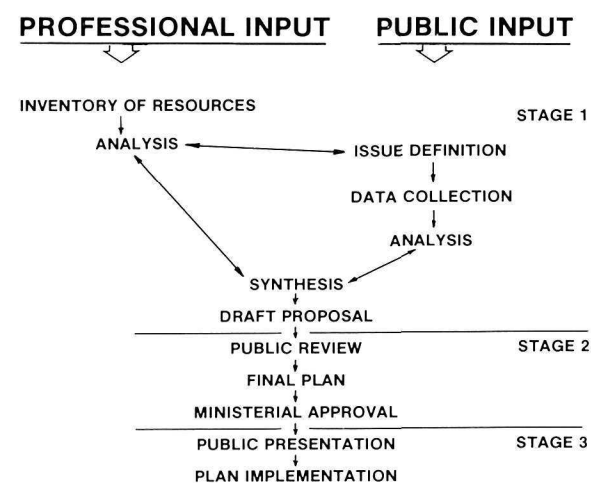 PROFESSIONAL INPUT
PUBLIC INPUT
INVENTORY OF RESOURCES
STAGE 1
ANALYSIS
ISSUE DEFINITION
DATA COLLECTION
ANALYSIS
SYNTHESIS
DRAFT PROPOSAL
PUBLIC REVIEW
STAGE 2
FINAL PLAN
MINISTERIAL APPROVAL
PUBLIC PRESENTATION
STAGE 3
PLAN IMPLEMENTATION